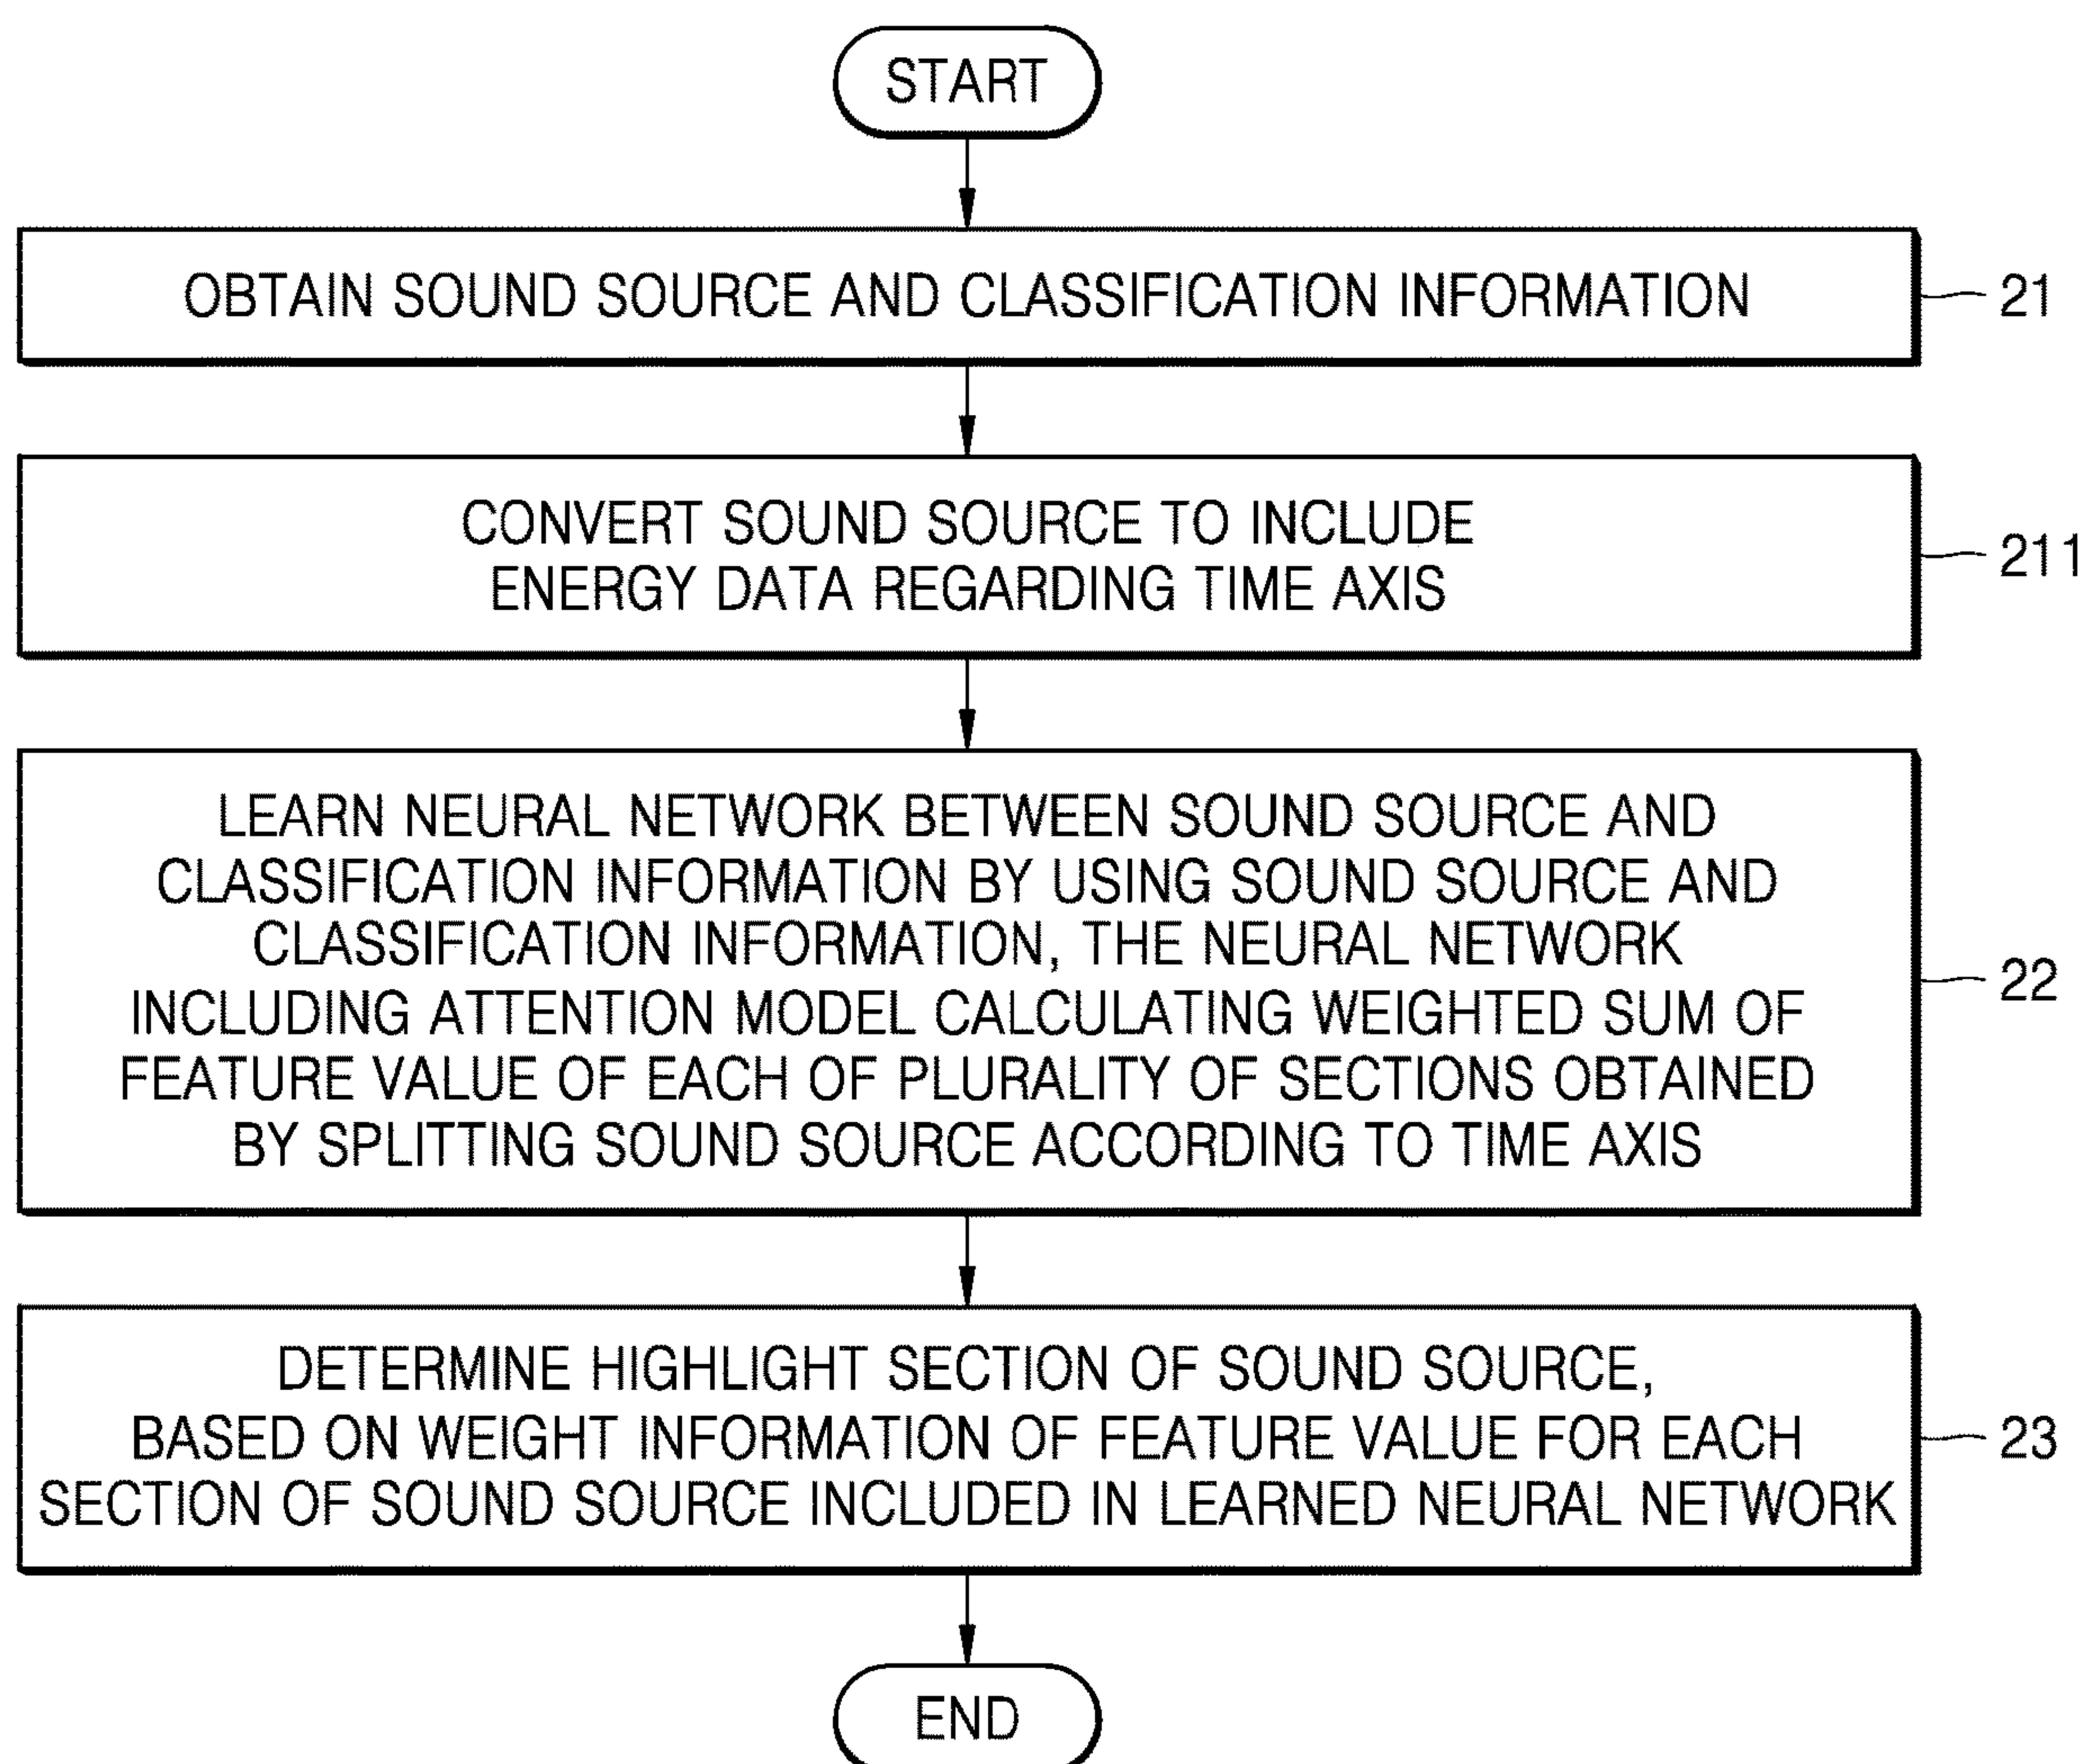 START
OBTAIN SOUND SOURCE AND CLASSIFICATION INFORMATION
21
CONVERT SOUND SOURCE TO INCLUDE
ENERGY DATA REGARDING TIME AXIS
211
LEARN NEURAL NETWORK BETWEEN SOUND SOURCE AND
CLASSIFICATION INFORMATION BY USING SOUND SOURCE AND
CLASSIFICATION INFORMATION, THE NEURAL NETWORK
INCLUDING ATTENTION MODEL CALCULATING WEIGHTED SUM OF
FEATURE VALUE OF EACH OF PLURALITY OF SECTIONS OBTAINED
BY SPLITTING SOUND SOURCE ACCORDING TO TIME AXIS
22
DETERMINE HIGHLIGHT SECTION OF SOUND SOURCE,
BASED ON WEIGHT INFORMATION OF FEATURE VALUE FOR EACH
SECTION OF SOUND SOURCE INCLUDED IN LEARNED NEURAL NETWORK
23
END